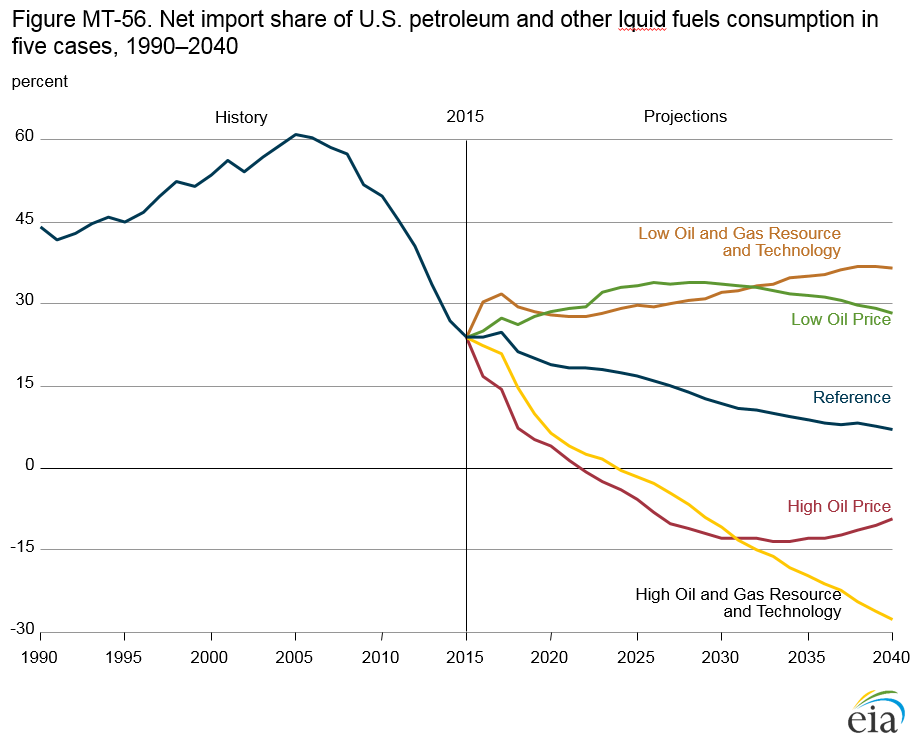 Figure MT-56. Net import share of U.S. petroleum and other lquid fuels consumption in
five cases, 1990–2040
percent
History 2015 Projections
60
45
Low Oil and Gas Resource
and Technology
30
Low Oil Price
15
Reference
0
High Oil Price
-15
High Oil and Gas Resource
and Technology
-30
1990 1995 2000 2005 2010 2015 2020 2025 2030 2035 2040
eia